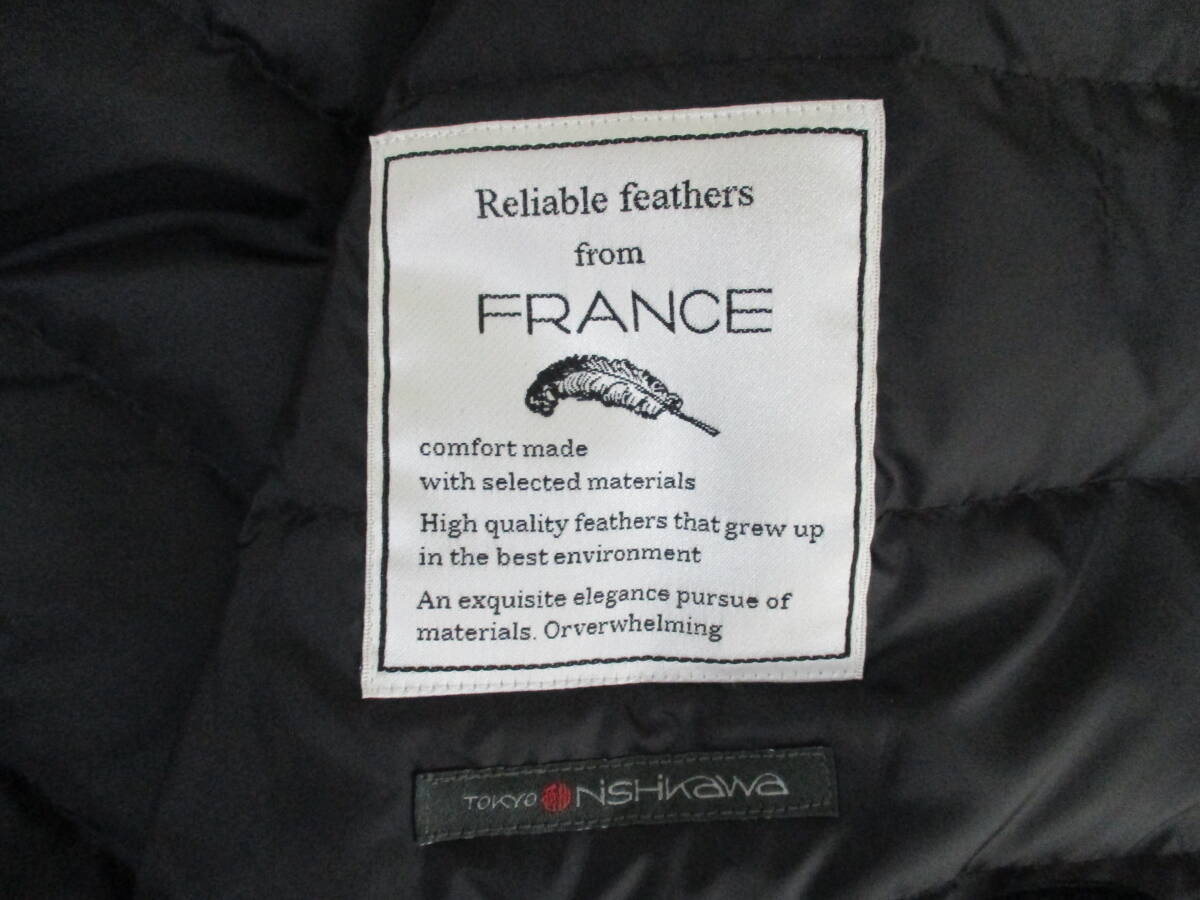 Reliable feathers
from
FRANCE
comfort made
with selected materials
High quality feathers that grew up
in the best environment
An exquisite elegance pursue of
materials. Orverwhelming
TOKYO NiSHiKaWa